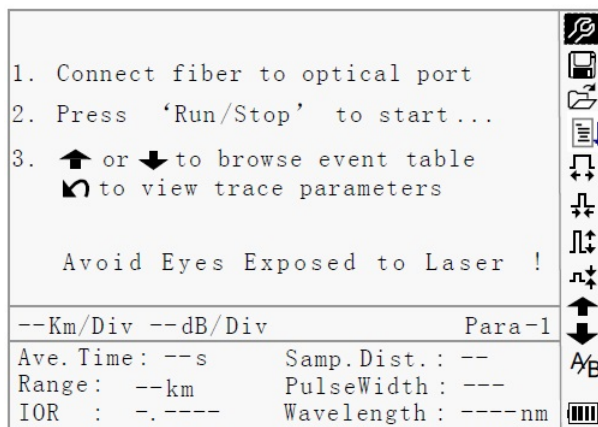 1. Connect fiber to optical port
2. Press ‘Run/Stop’ to start...
3. ↑ or ↓ to browse event table
↶ to view trace parameters
Avoid Eyes Exposed to Laser !
--Km/Div --dB/Div Para-1
Ave.Time: --s Samp.Dist.: --
Range: --km PulseWidth: ---
IOR : -.---- Wavelength: ----nm
A/B